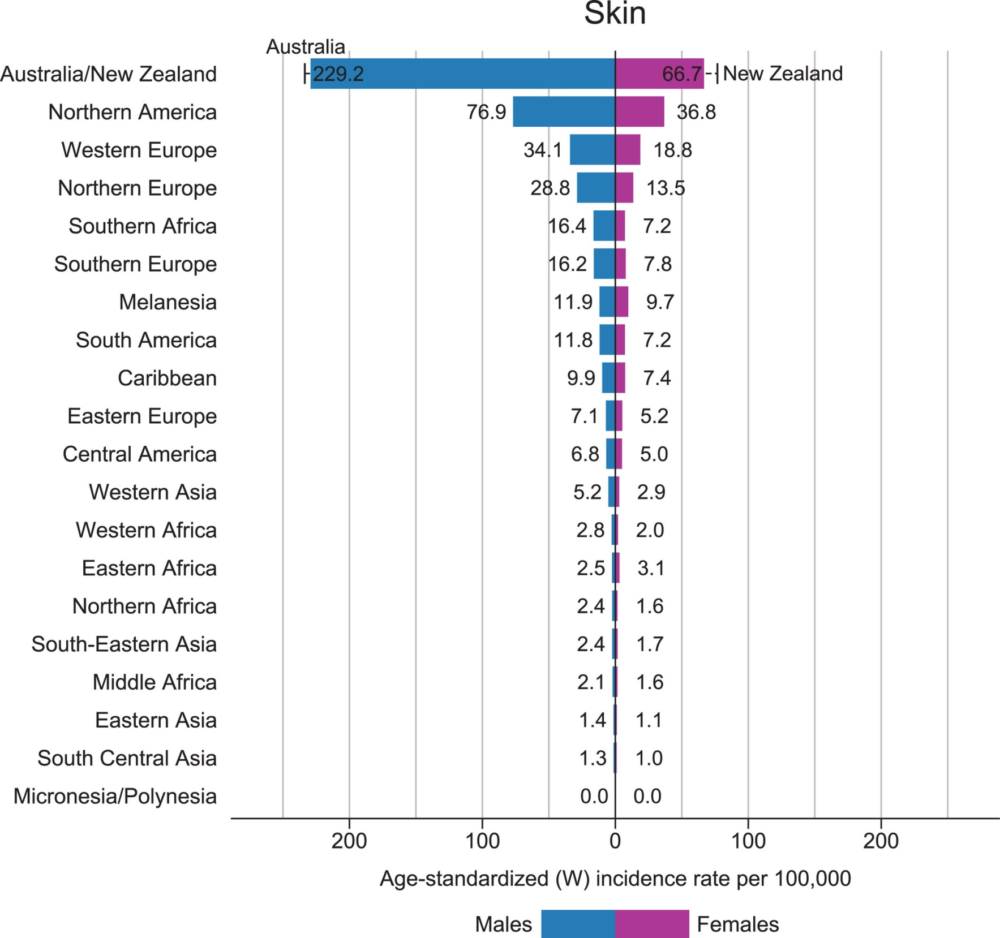 Skin
Australia
Australia/New Zealand 229.2 66.7 New Zealand
Northern America 76.9 36.8
Western Europe 34.1 18.8
Northern Europe 28.8 13.5
Southern Africa 16.4 7.2
Southern Europe 16.2 7.8
Melanesia 11.9 9.7
South America 11.8 7.2
Caribbean 9.9 7.4
Eastern Europe 7.1 5.2
Central America 6.8 5.0
Western Asia 5.2 2.9
Western Africa 2.8 2.0
Eastern Africa 2.5 3.1
Northern Africa 2.4 1.6
South-Eastern Asia 2.4 1.7
Middle Africa 2.1 1.6
Eastern Asia 1.4 1.1
South Central Asia 1.3 1.0
Micronesia/Polynesia 0.0 0.0
200 100 0 100 200
Age-standardized (W) incidence rate per 100,000
Males Females